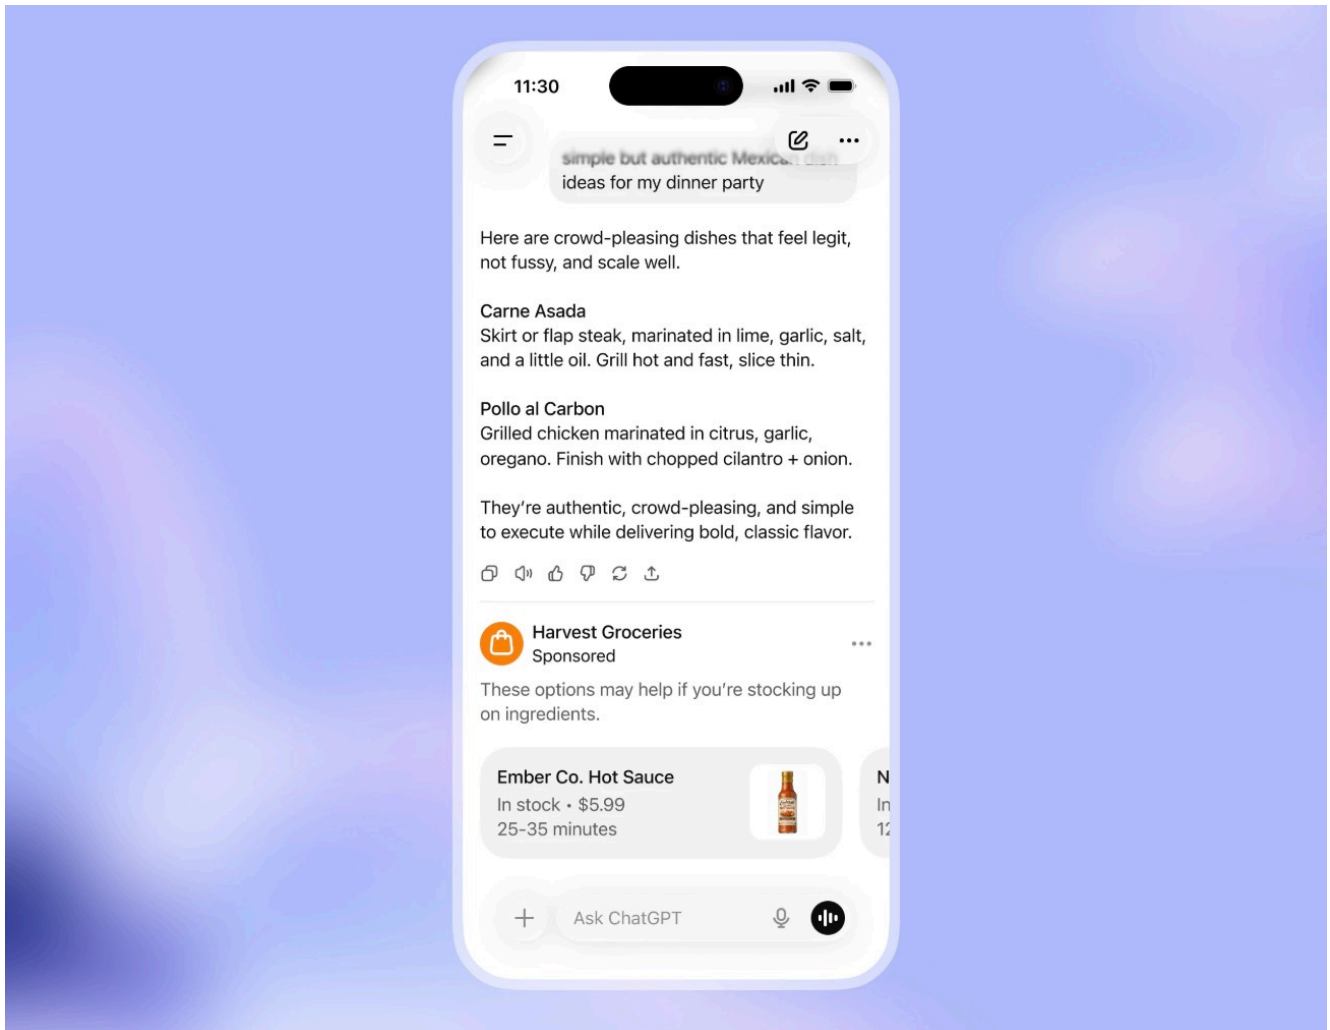 11:30
simple but authentic Mexican dish
ideas for my dinner party
Here are crowd-pleasing dishes that feel legit,
not fussy, and scale well.
Carne Asada
Skirt or flap steak, marinated in lime, garlic, salt,
and a little oil. Grill hot and fast, slice thin.
Pollo al Carbon
Grilled chicken marinated in citrus, garlic,
oregano. Finish with chopped cilantro + onion.
They’re authentic, crowd-pleasing, and simple
to execute while delivering bold, classic flavor.
Harvest Groceries
Sponsored
These options may help if you’re stocking up
on ingredients.
Ember Co. Hot Sauce
In stock • $5.99
25-35 minutes
N
In
12
Ask ChatGPT